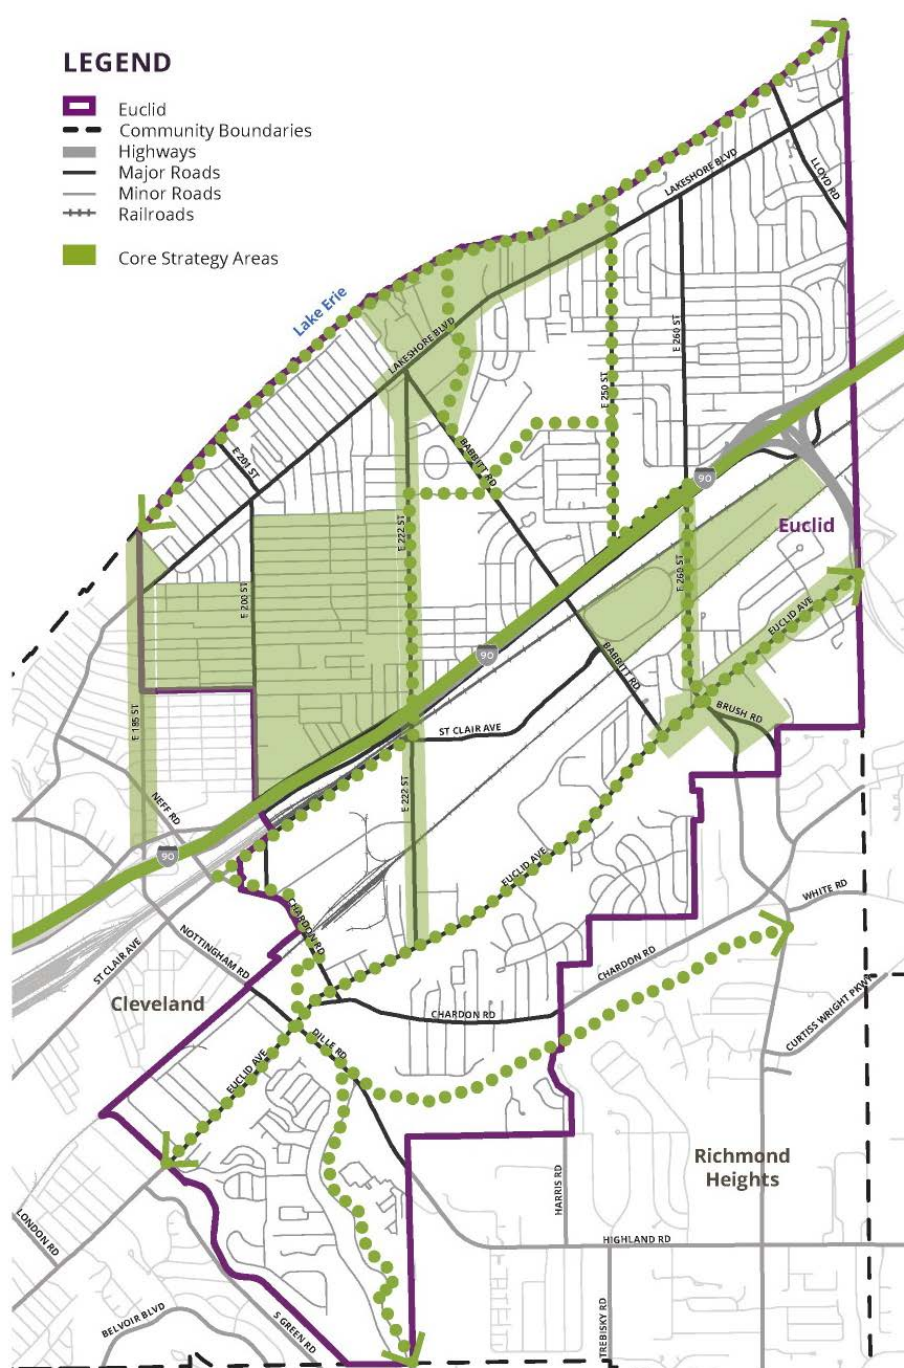 LEGEND
Euclid
Community Boundaries
Highways
Major Roads
Minor Roads
Railroads
Core Strategy Areas
Lake Erie
LAKESHORE BLVD
LLOYD RD
LAKESHORE BLVD
E 260 ST
E 250 ST
E 201 ST
BABBITT RD
90
E 222 ST
Euclid
E 200 ST
E 260 ST
EUCLID AVE
90
BABBITT RD
E 185 ST
ST CLAIR AVE
BRUSH RD
NEFF RD
E 222 ST
90
EUCLID AVE
WHITE RD
CHARDON RD
NOTTINGHAM RD
ST CLAIR AVE
CHARDON RD
Cleveland
CHARDON RD
CURTISS WRIGHT PKWY
DILLE RD
EUCLID AVE
Richmond
Heights
HARRIS RD
LONDON RD
HIGHLAND RD
BELVOIR BLVD
S GREEN RD
TREBISKY RD